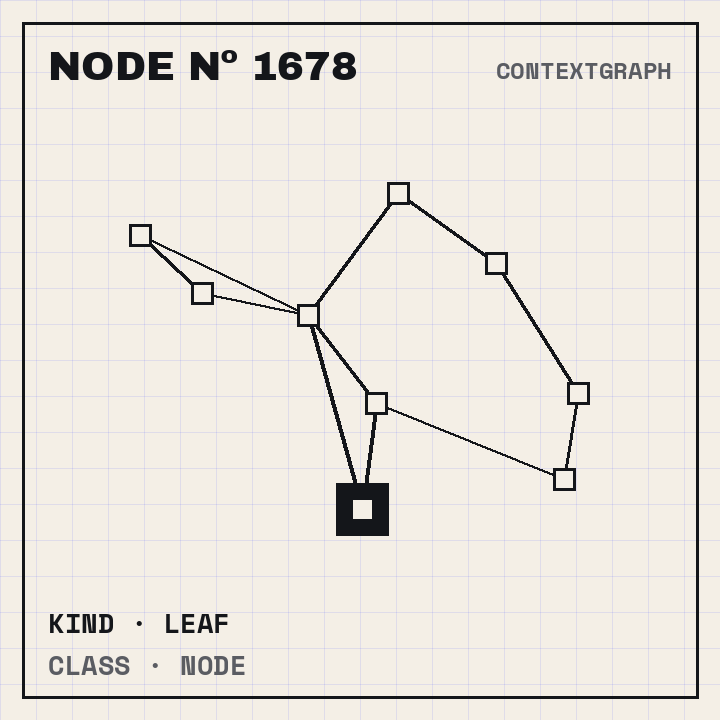 NODE Nº 1678
CONTEXTGRAPH
KIND · LEAF
CLASS · NODE